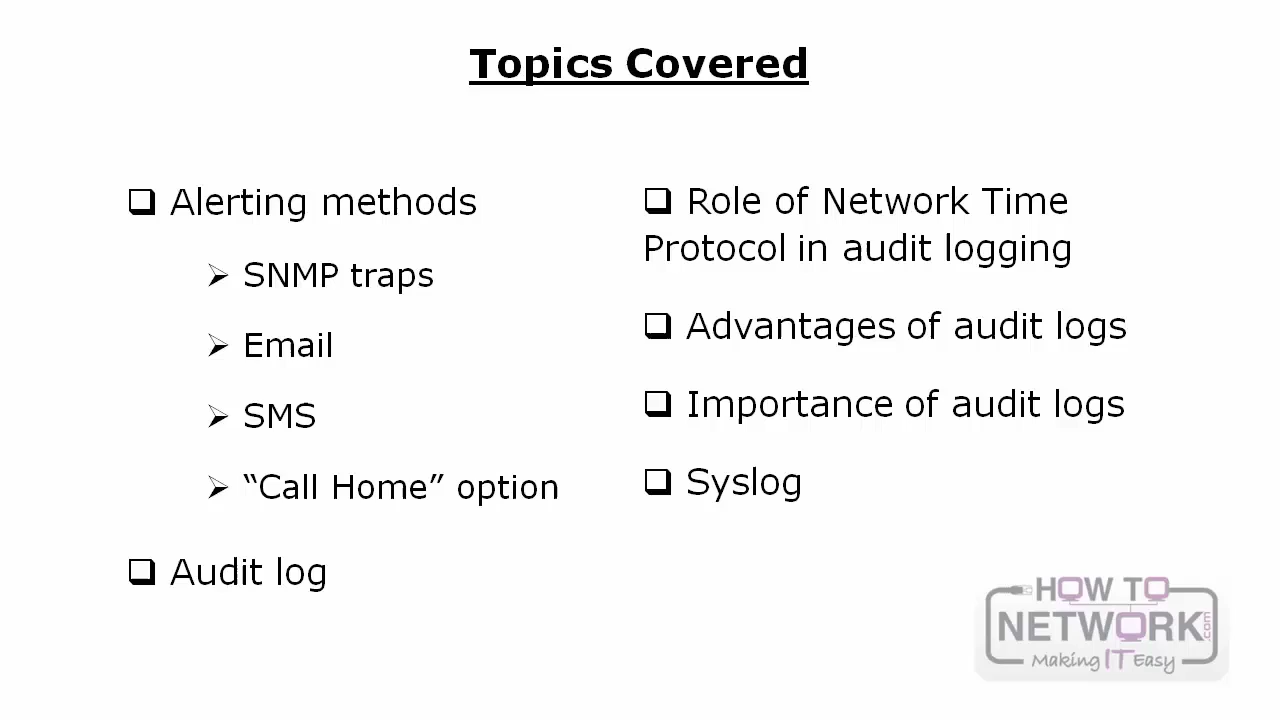 Topics Covered
Alerting methods
SNMP traps
Email
SMS
“Call Home” option
Audit log
Role of Network Time
Protocol in audit logging
Advantages of audit logs
Importance of audit logs
Syslog
HOW TO
NETWORK.com
Making IT Easy